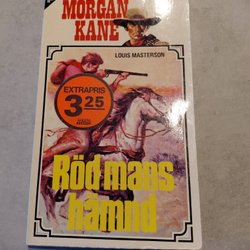 MORGAN
KANE
LOUIS MASTERSON
EXTRAPRIS
3 25
Röd mans
hämnd